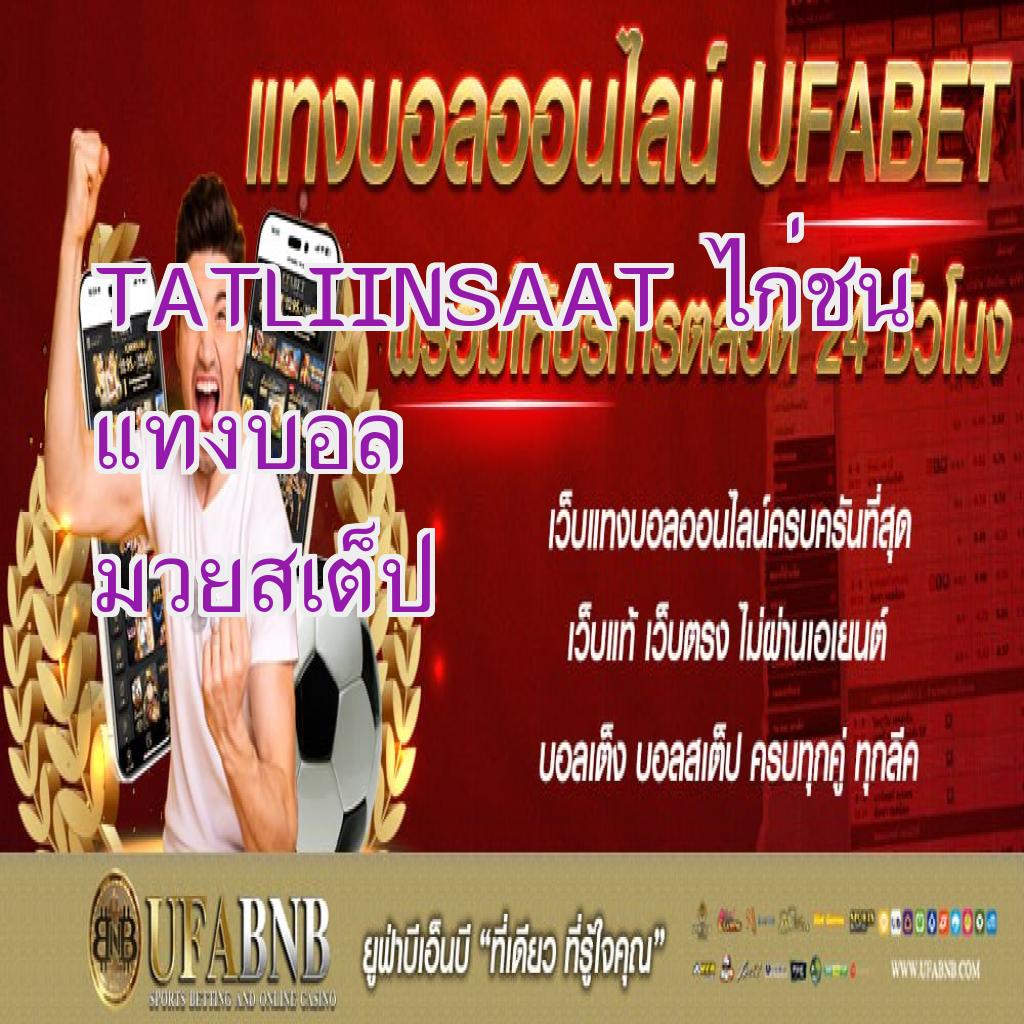 แทงบอลออนไลน์ UFABET
พร้อมให้บริการตลอด 24 ชั่วโมง
TATLIINSAAT ไก่ชน
แทงบอล
มวยสเต็ป
เว็บแทงบอลออนไลน์ครบครันที่สุด
เว็บแท้ เว็บตรง ไม่ผ่านเอเยนต์
บอลเต็ง บอลสเต็ป ครบทุกคู่ ทุกลีค
UFABNB
SPORTS BETTING AND ONLINE CASINO
ยูฟ่าบีเอ็นบี “ที่เดียว ที่รู้ใจคุณ”
WWW.UFABNB.COM